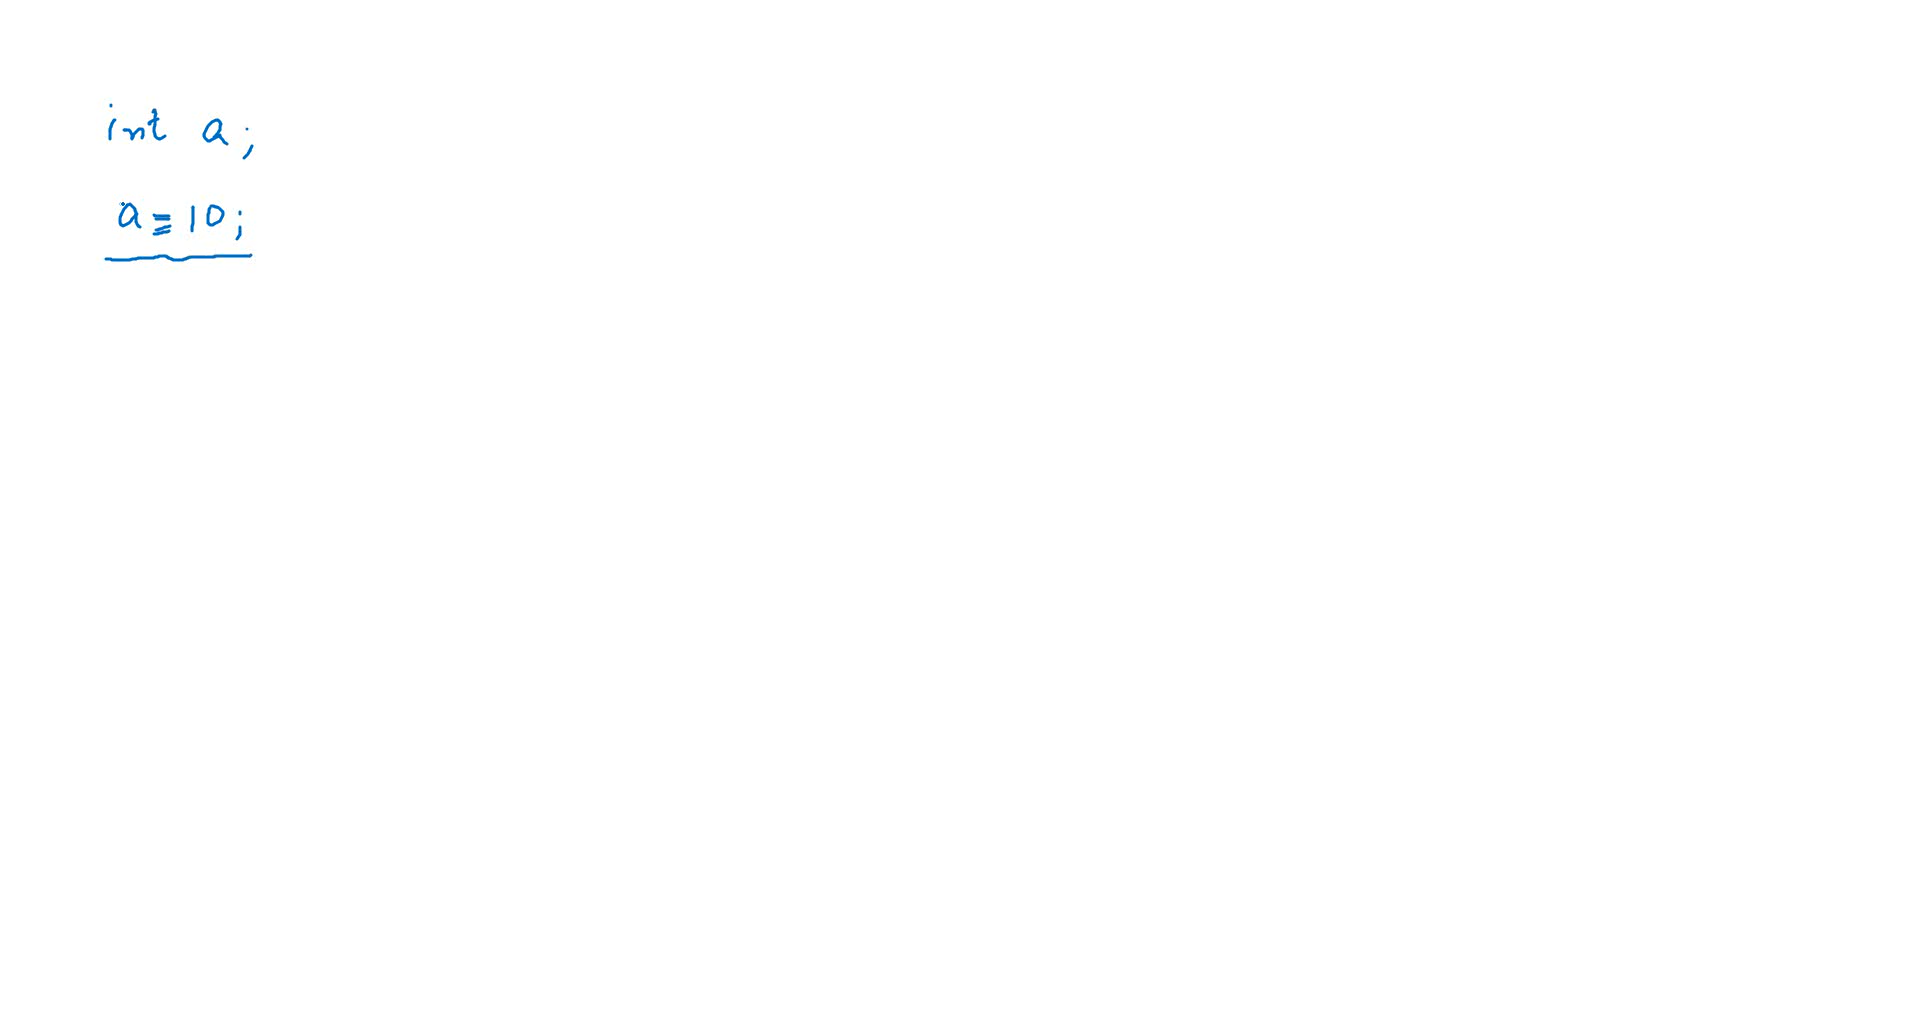 int a;
a = 10;